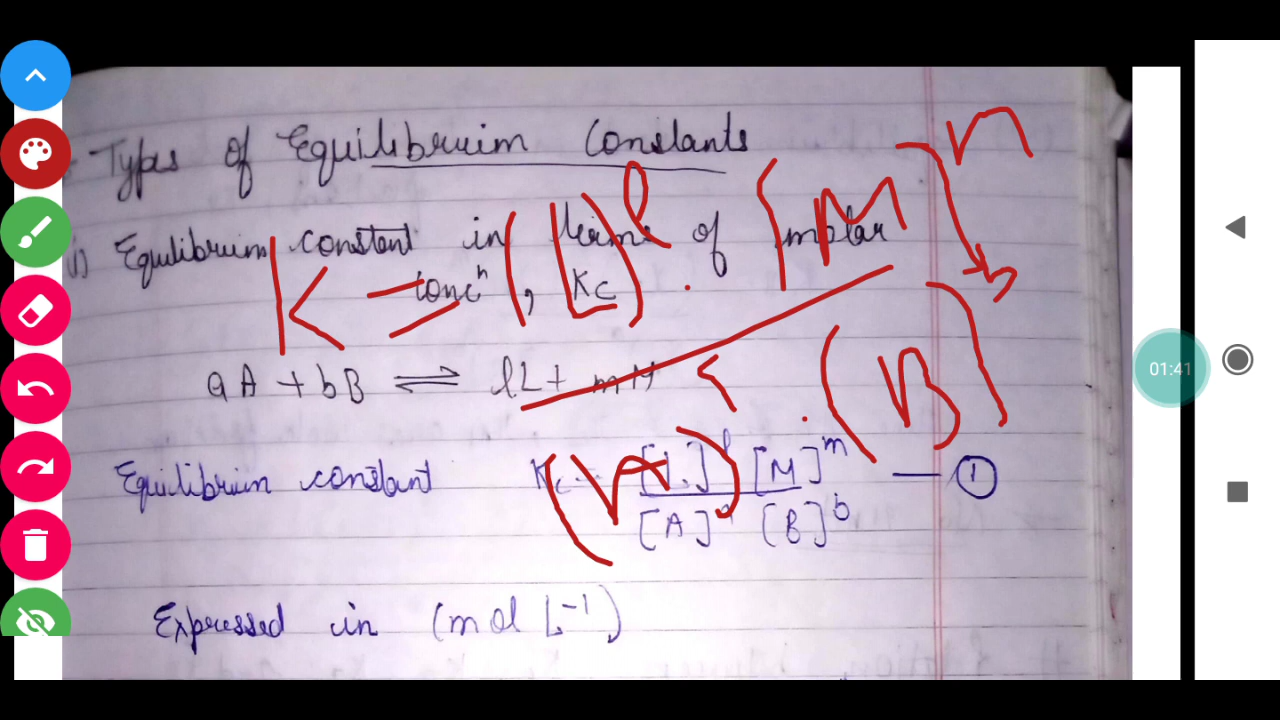 Types of Equilibrium Constants
(i) Equilibrium constant in terms of molar
concⁿ, Kc
aA + bB ⇌ lL + mM
Equilibrium constant Kc = [L]^l [M]^m / [A]^a [B]^b — ①
Expressed in (mol L⁻¹)
K = (L)^l . (M)^m
(A)^a . (B)^b
01:41